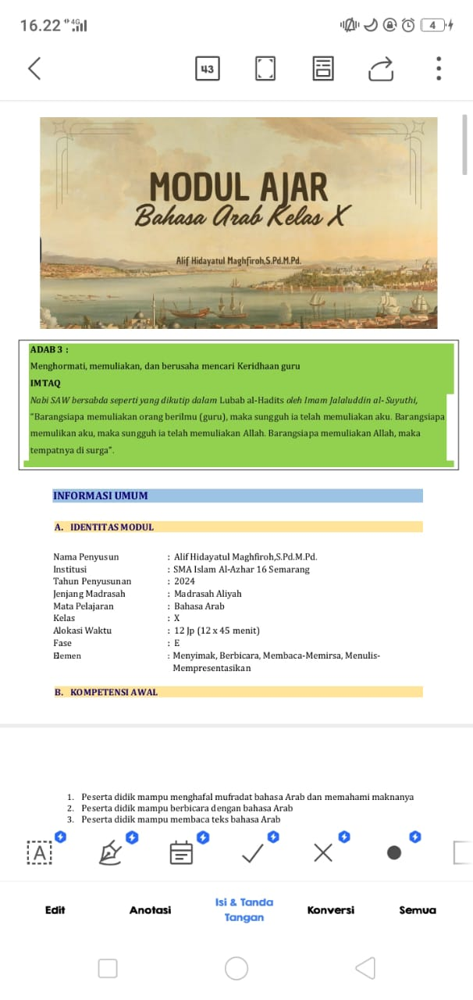 16.22 4G
4
43
MODUL AJAR
Bahasa Arab Kelas X
Alif Hidayatul Maghfiroh,S.Pd.M.Pd.
ADAB 3 :
Menghormati, memuliakan, dan berusaha mencari Keridhaan guru
IMTAQ
Nabi SAW bersabda seperti yang dikutip dalam Lubab al-Hadits oleh Imam Jalaluddin al-Suyuthi,
"Barangsiapa memuliakan orang berilmu (guru), maka sungguh ia telah memuliakan aku. Barangsiapa
memulikan aku, maka sungguh ia telah memuliakan Allah. Barangsiapa memuliakan Allah, maka
tempatnya di surga".
INFORMASI UMUM
A. IDENTITAS MODUL
Nama Penyusun : Alif Hidayatul Maghfiroh,S.Pd.M.Pd.
Institusi : SMA Islam Al-Azhar 16 Semarang
Tahun Penyusunan : 2024
Jenjang Madrasah : Madrasah Aliyah
Mata Pelajaran : Bahasa Arab
Kelas : X
Alokasi Waktu : 12 Jp (12 x 45 menit)
Fase : E
Elemen : Menyimak, Berbicara, Membaca-Memirsa, Menulis-
Mempresentasikan
B. KOMPETENSI AWAL
1. Peserta didik mampu menghafal mufradat bahasa Arab dan memahami maknanya
2. Peserta didik mampu berbicara dengan bahasa Arab
3. Peserta didik mampu membaca teks bahasa Arab
A
Edit Anotasi Isi & Tanda Konversi Semua
Tangan